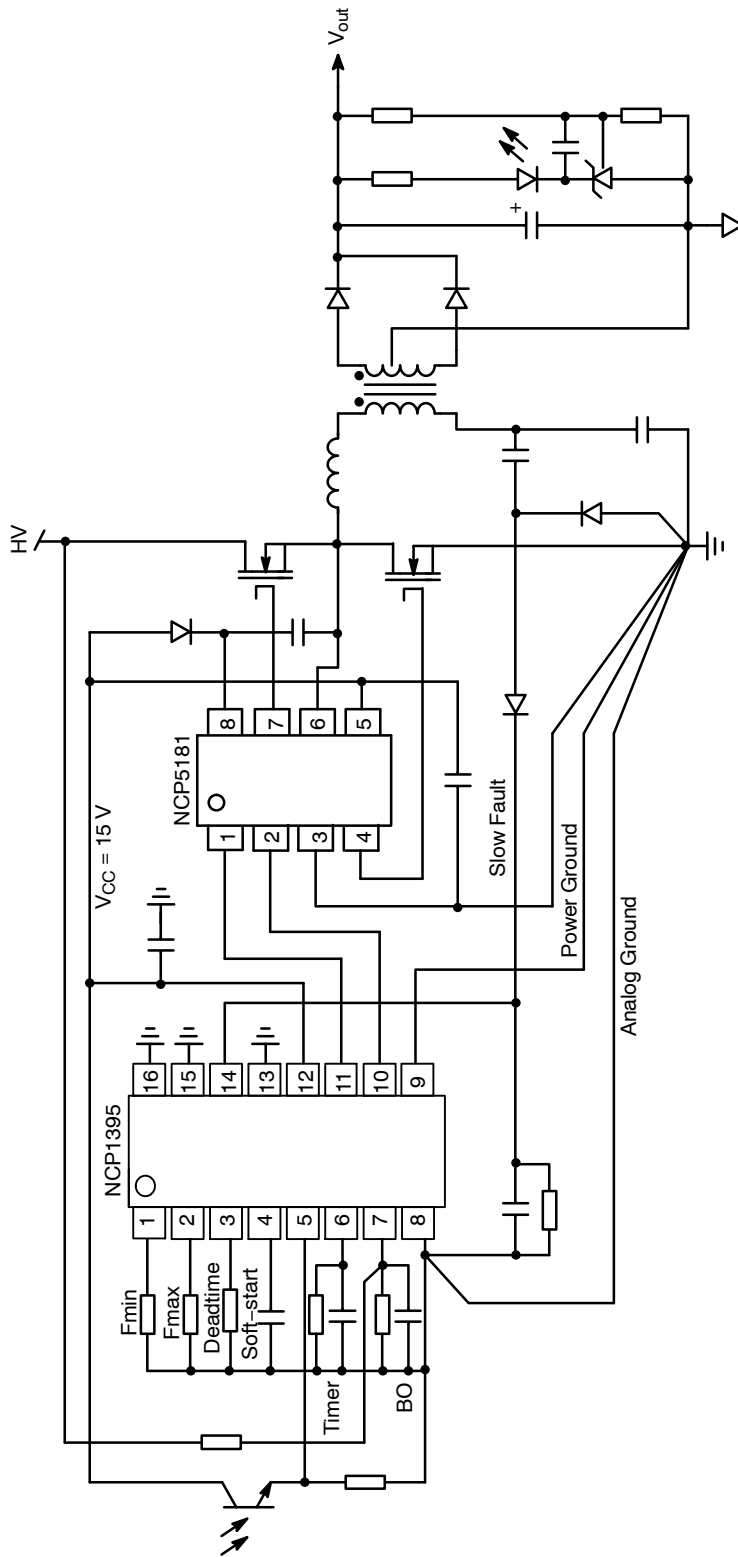 HV
V_CC = 15 V
V_out
NCP1395
1
2
3
4
5
6
7
8
16
15
14
13
12
11
10
9
NCP5181
1
2
3
4
8
7
6
5
Fmin
Fmax
Deadtime
Soft−start
Timer
BO
Slow Fault
Power Ground
Analog Ground
+